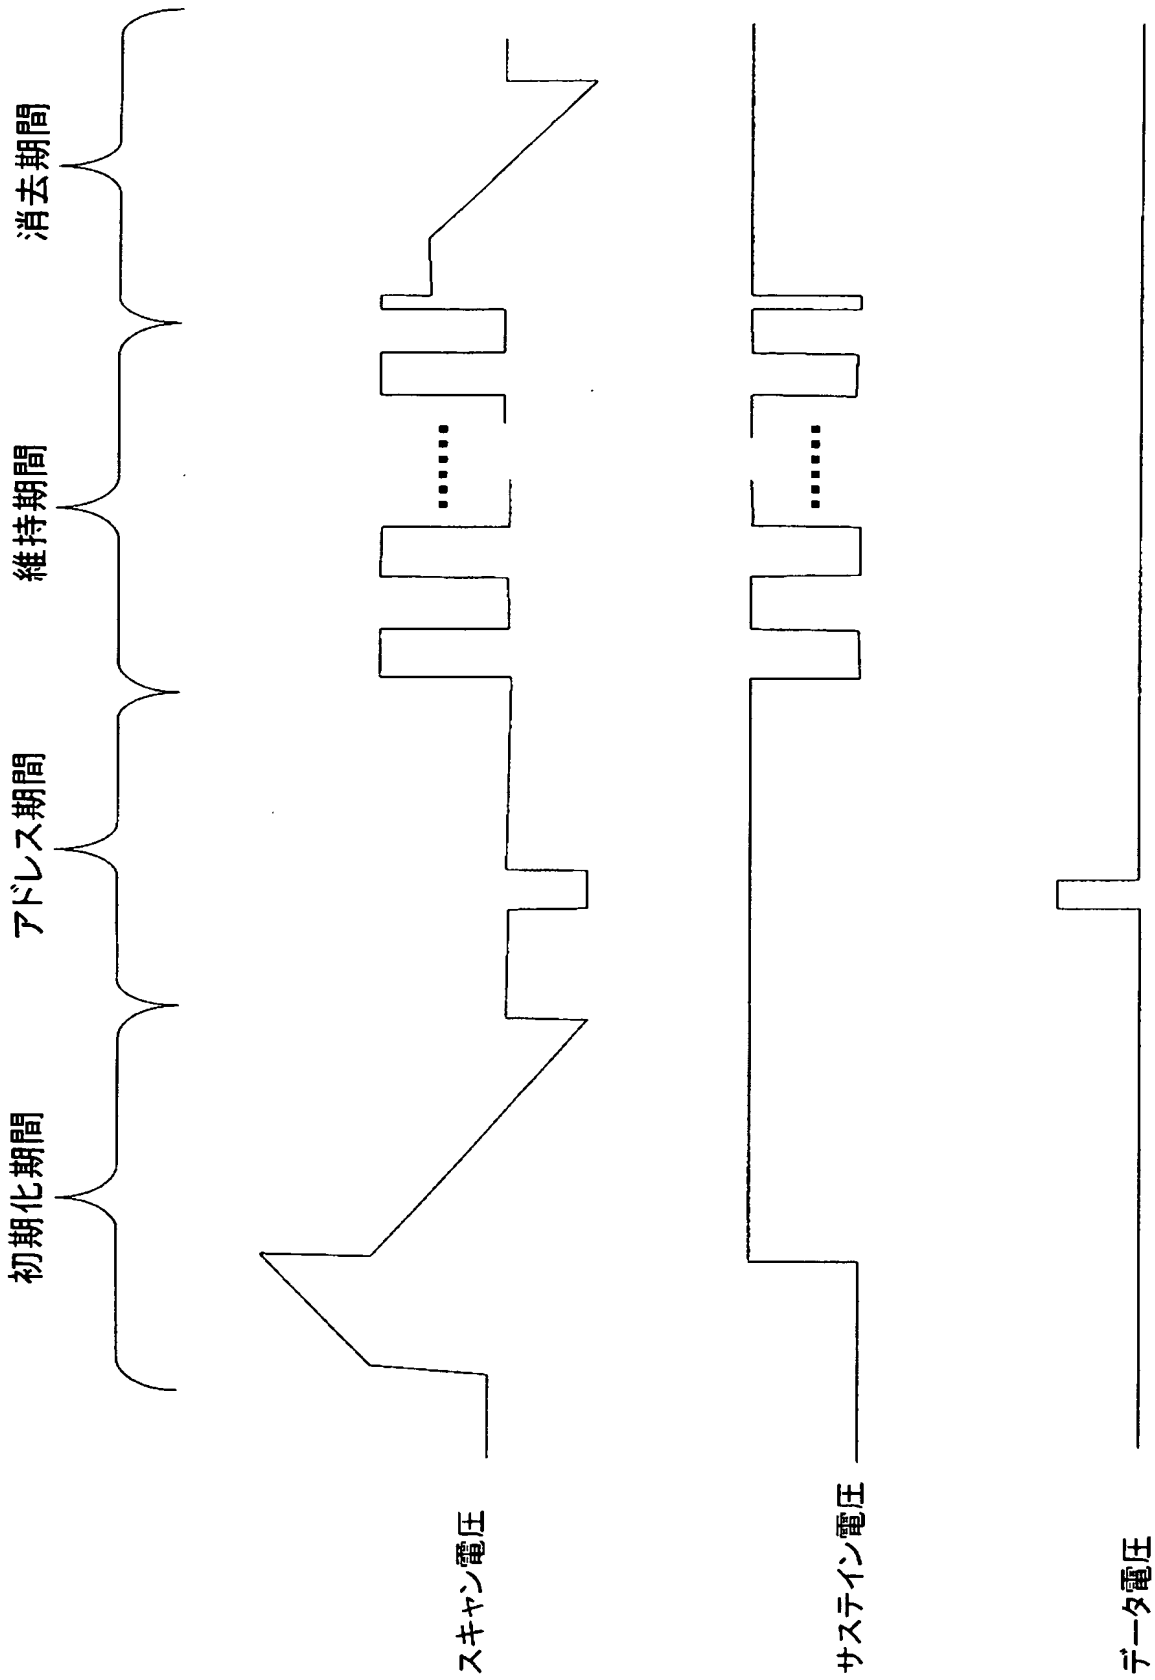 初期化期間
アドレス期間
維持期間
消去期間
スキャン電圧
サステイン電圧
データ電圧